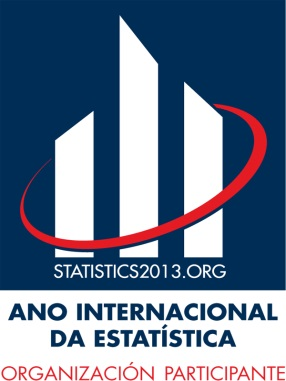 STATISTICS2013.ORG
ANO INTERNACIONAL
DA ESTATÍSTICA
ORGANIZACIÓN PARTICIPANTE